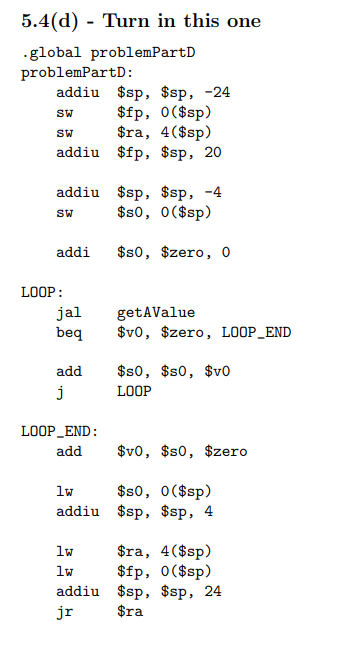 5.4(d) - Turn in this one
.global problemPartD
problemPartD:
    addiu  $sp, $sp, -24
    sw     $fp, 0($sp)
    sw     $ra, 4($sp)
    addiu  $fp, $sp, 20

    addiu  $sp, $sp, -4
    sw     $s0, 0($sp)

    addi   $s0, $zero, 0

LOOP:
    jal    getAValue
    beq    $v0, $zero, LOOP_END

    add    $s0, $s0, $v0
    j      LOOP

LOOP_END:
    add    $v0, $s0, $zero

    lw     $s0, 0($sp)
    addiu  $sp, $sp, 4

    lw     $ra, 4($sp)
    lw     $fp, 0($sp)
    addiu  $sp, $sp, 24
    jr     $ra